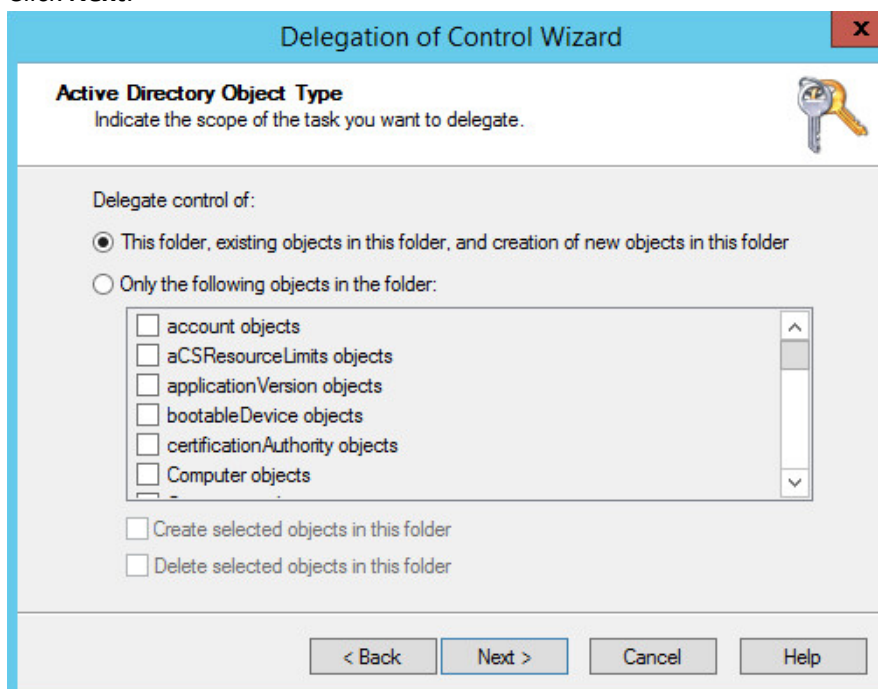 Delegation of Control Wizard
x
Active Directory Object Type
Indicate the scope of the task you want to delegate.
Delegate control of:
This folder, existing objects in this folder, and creation of new objects in this folder
Only the following objects in the folder:
account objects
aCSResourceLimits objects
applicationVersion objects
bootableDevice objects
certificationAuthority objects
Computer objects
Create selected objects in this folder
Delete selected objects in this folder
< Back Next > Cancel Help